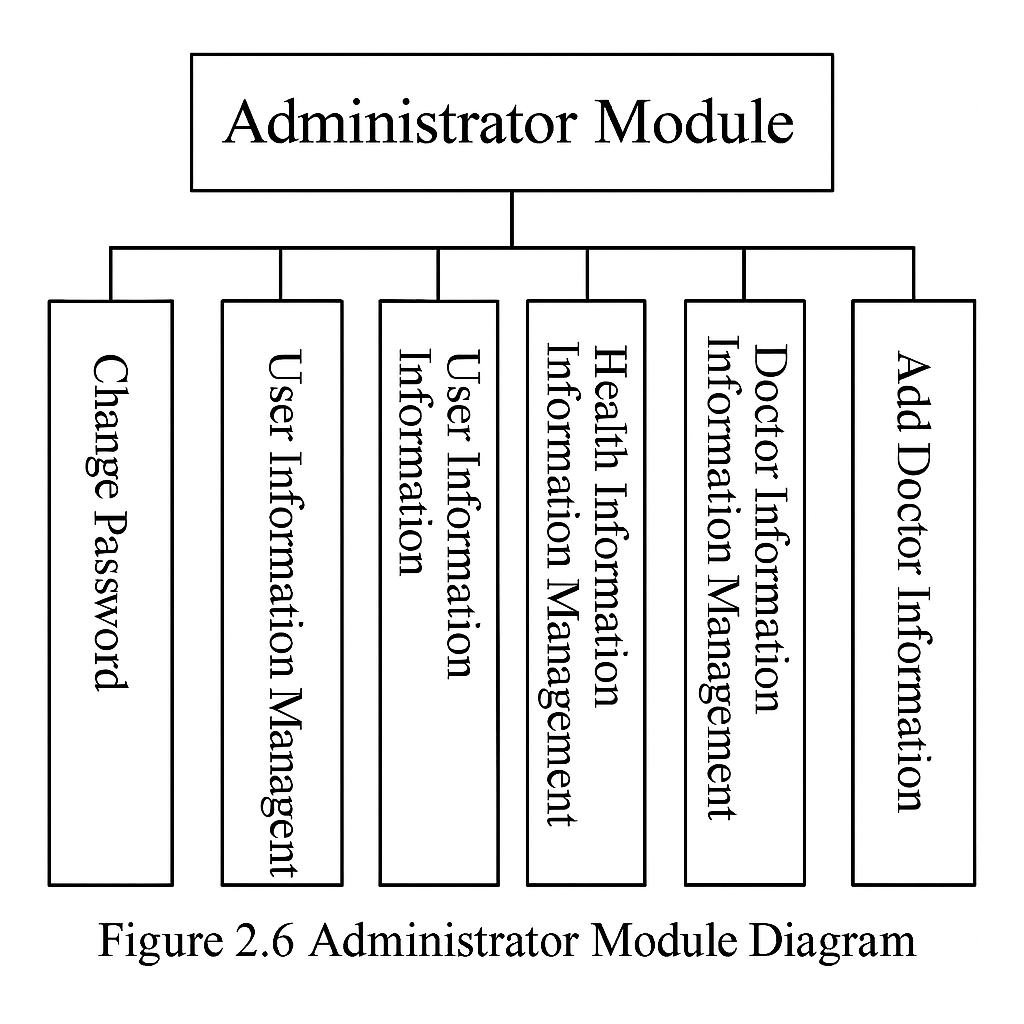 Administrator Module
Change Password
User Information Managent
User Information
Information
Health Information
Information Management
Doctor Information
Information Management
Add Doctor Information
Figure 2.6 Administrator Module Diagram